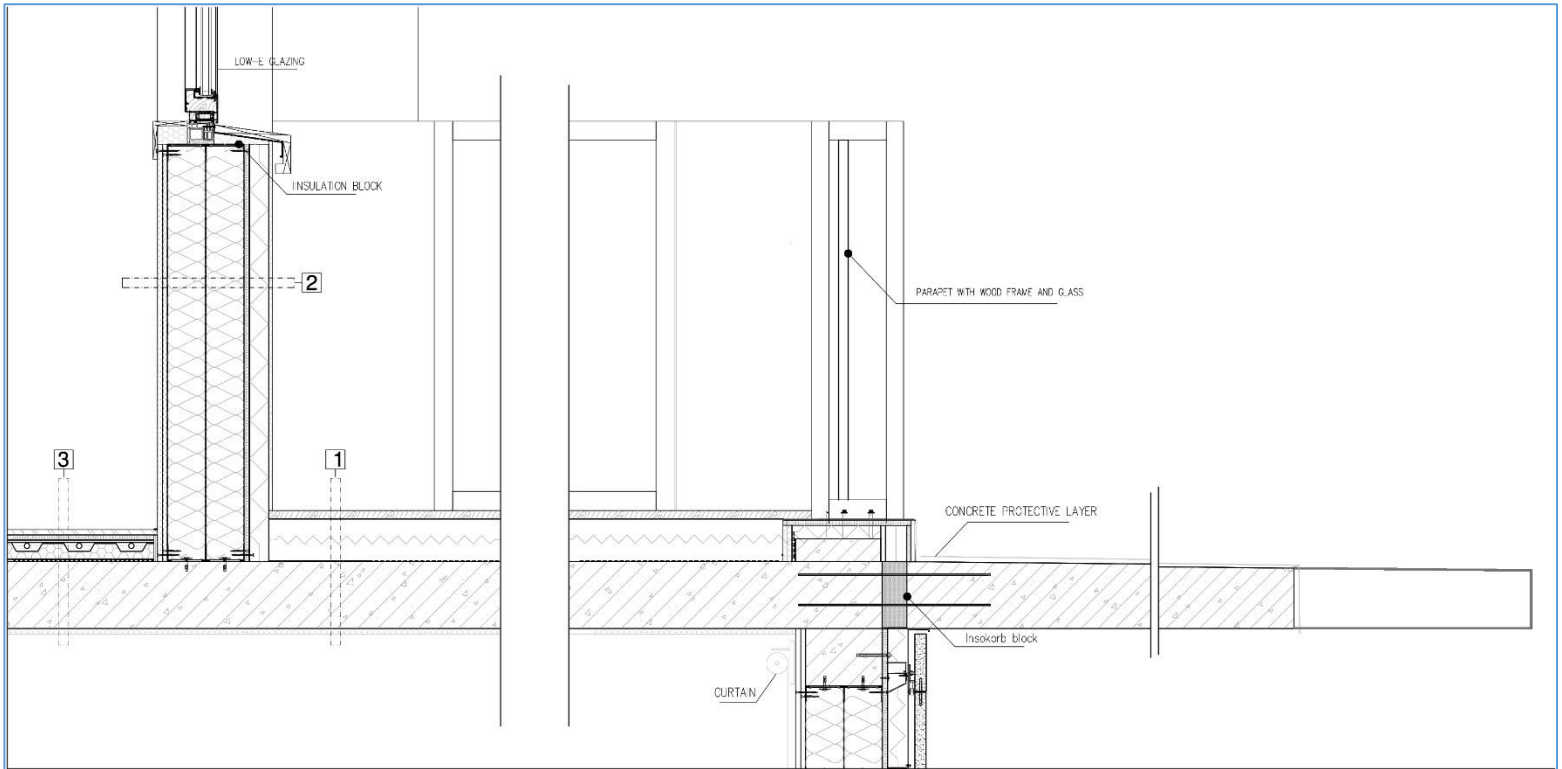 LOW-E GLAZING
INSULATION BLOCK
2
PARAPET WITH WOOD FRAME AND GLASS
3
1
CONCRETE PROTECTIVE LAYER
Insokorb block
CURTAIN